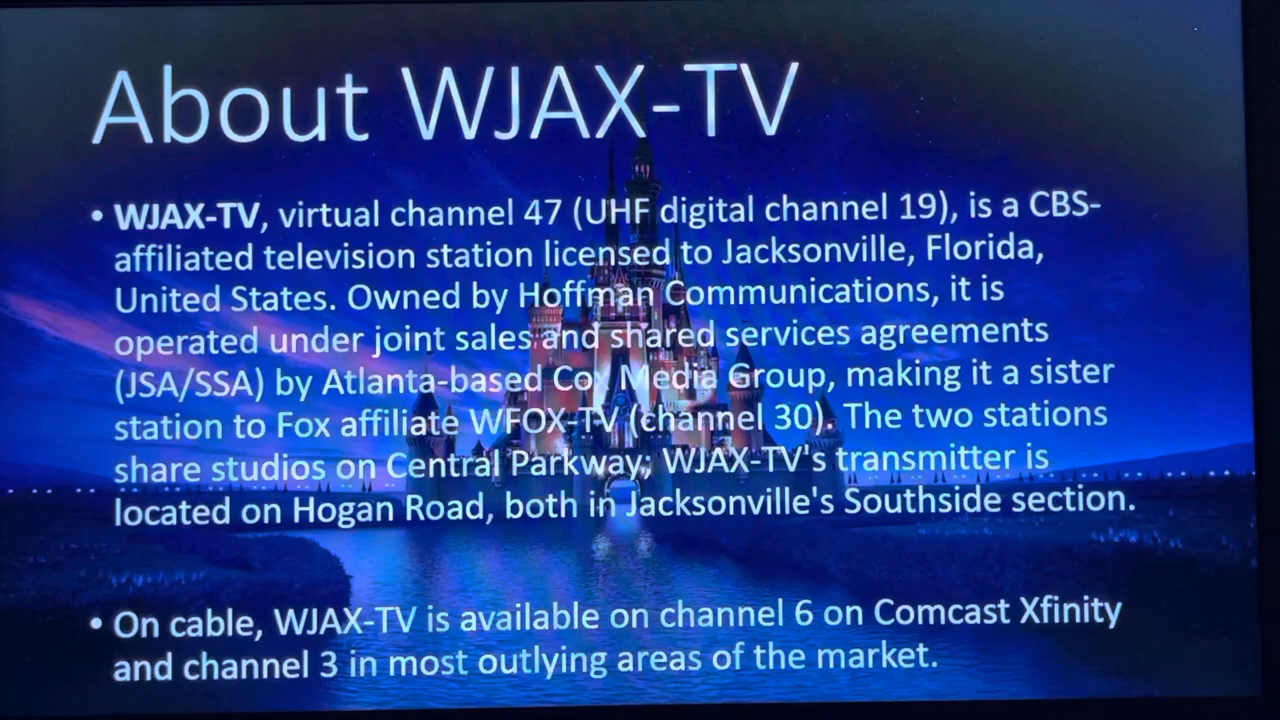 About WJAX-TV
• WJAX-TV, virtual channel 47 (UHF digital channel 19), is a CBS-
affiliated television station licensed to Jacksonville, Florida,
United States. Owned by Hoffman Communications, it is
operated under joint sales and shared services agreements
(JSA/SSA) by Atlanta-based Cox Media Group, making it a sister
station to Fox affiliate WFOX-TV (channel 30). The two stations
share studios on Central Parkway; WJAX-TV's transmitter is
located on Hogan Road, both in Jacksonville's Southside section.
• On cable, WJAX-TV is available on channel 6 on Comcast Xfinity
and channel 3 in most outlying areas of the market.